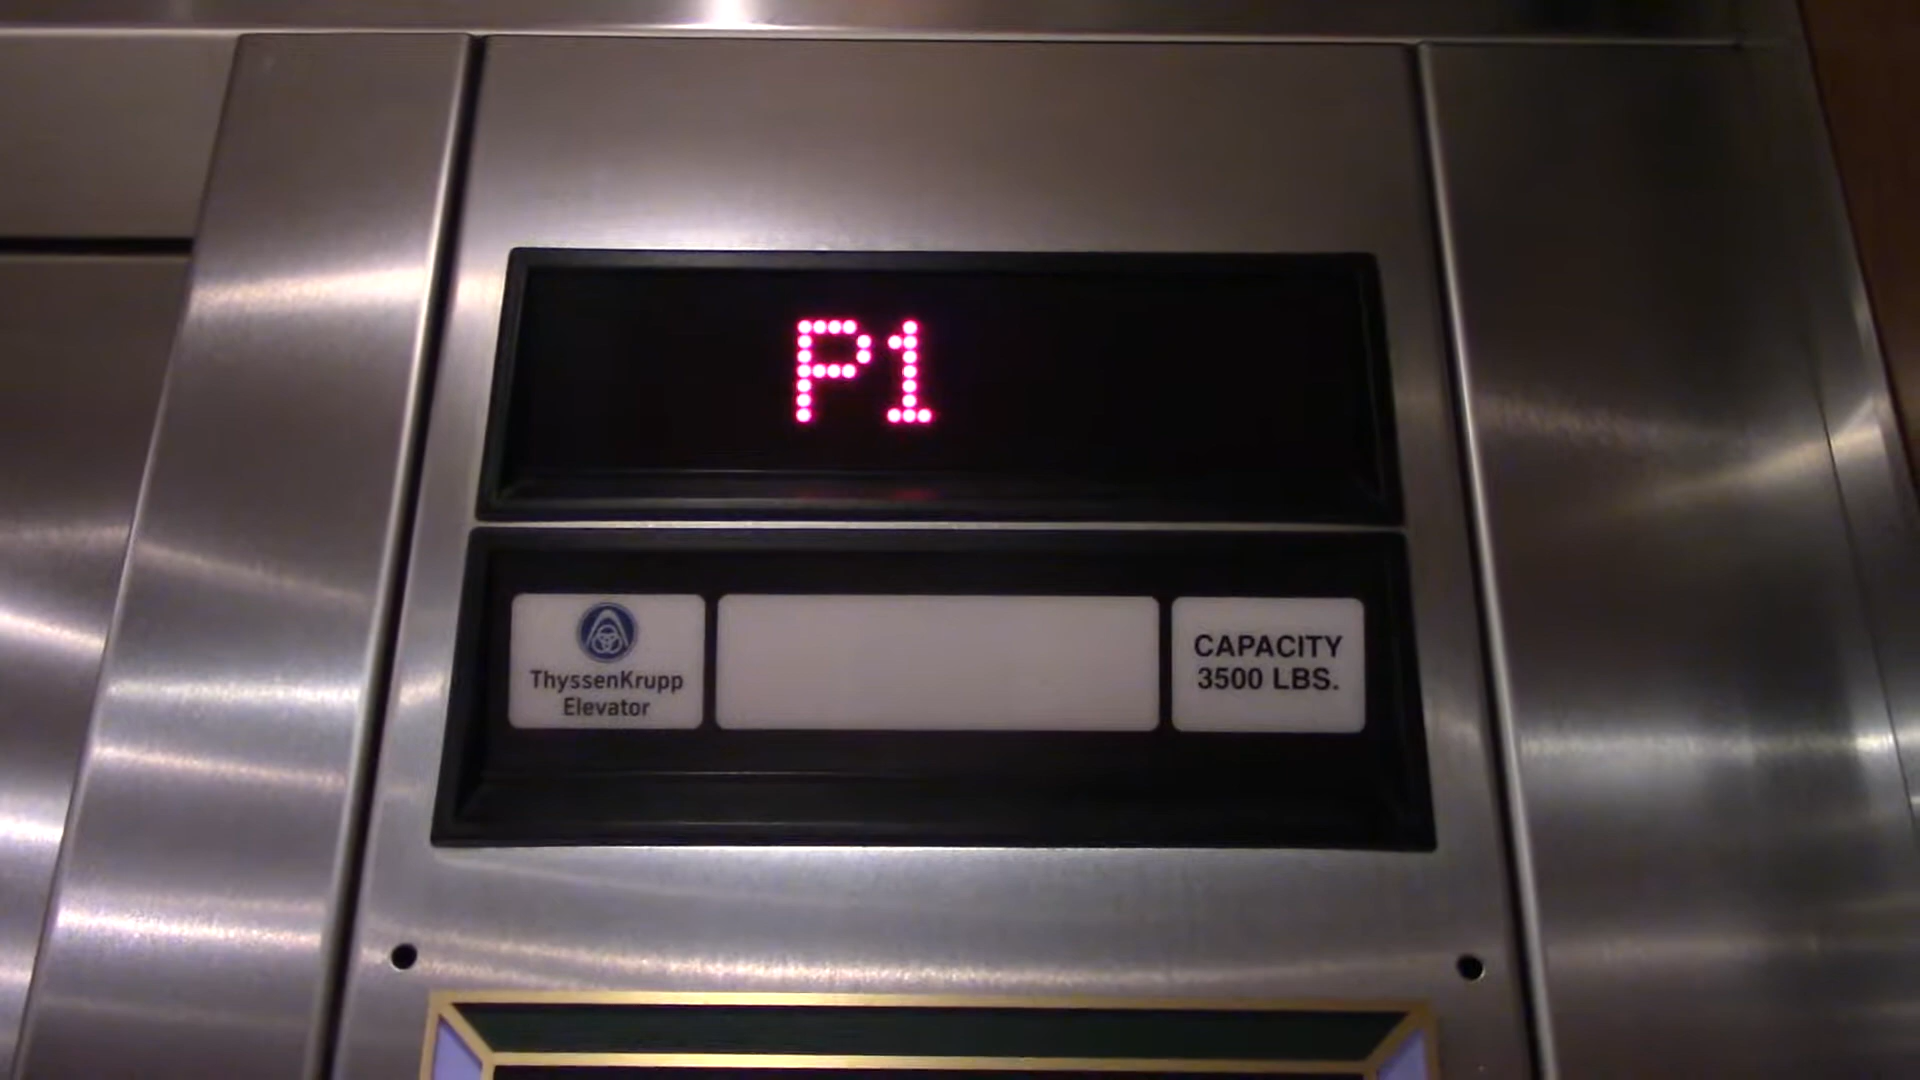 P1
ThyssenKrupp
Elevator
CAPACITY
3500 LBS.